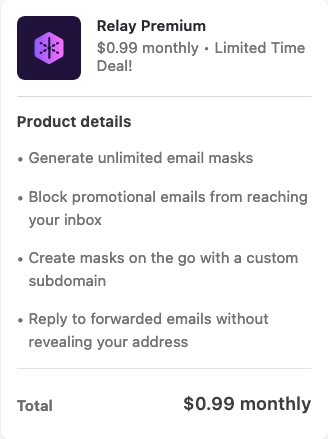 Relay Premium
$0.99 monthly • Limited Time
Deal!
Product details
• Generate unlimited email masks
• Block promotional emails from reaching
your inbox
• Create masks on the go with a custom
subdomain
• Reply to forwarded emails without
revealing your address
Total $0.99 monthly